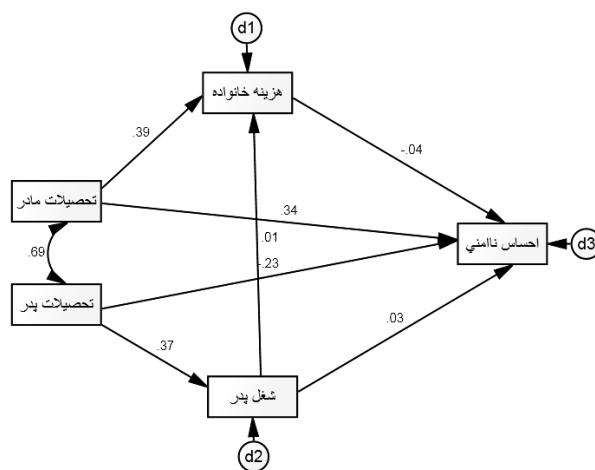 d1
هزينه خانواده
.39
-.04
تحصيلات مادر
.34
.01
احساس ناامني
d3
.69
-.23
تحصيلات پدر
.37
.03
شغل پدر
d2